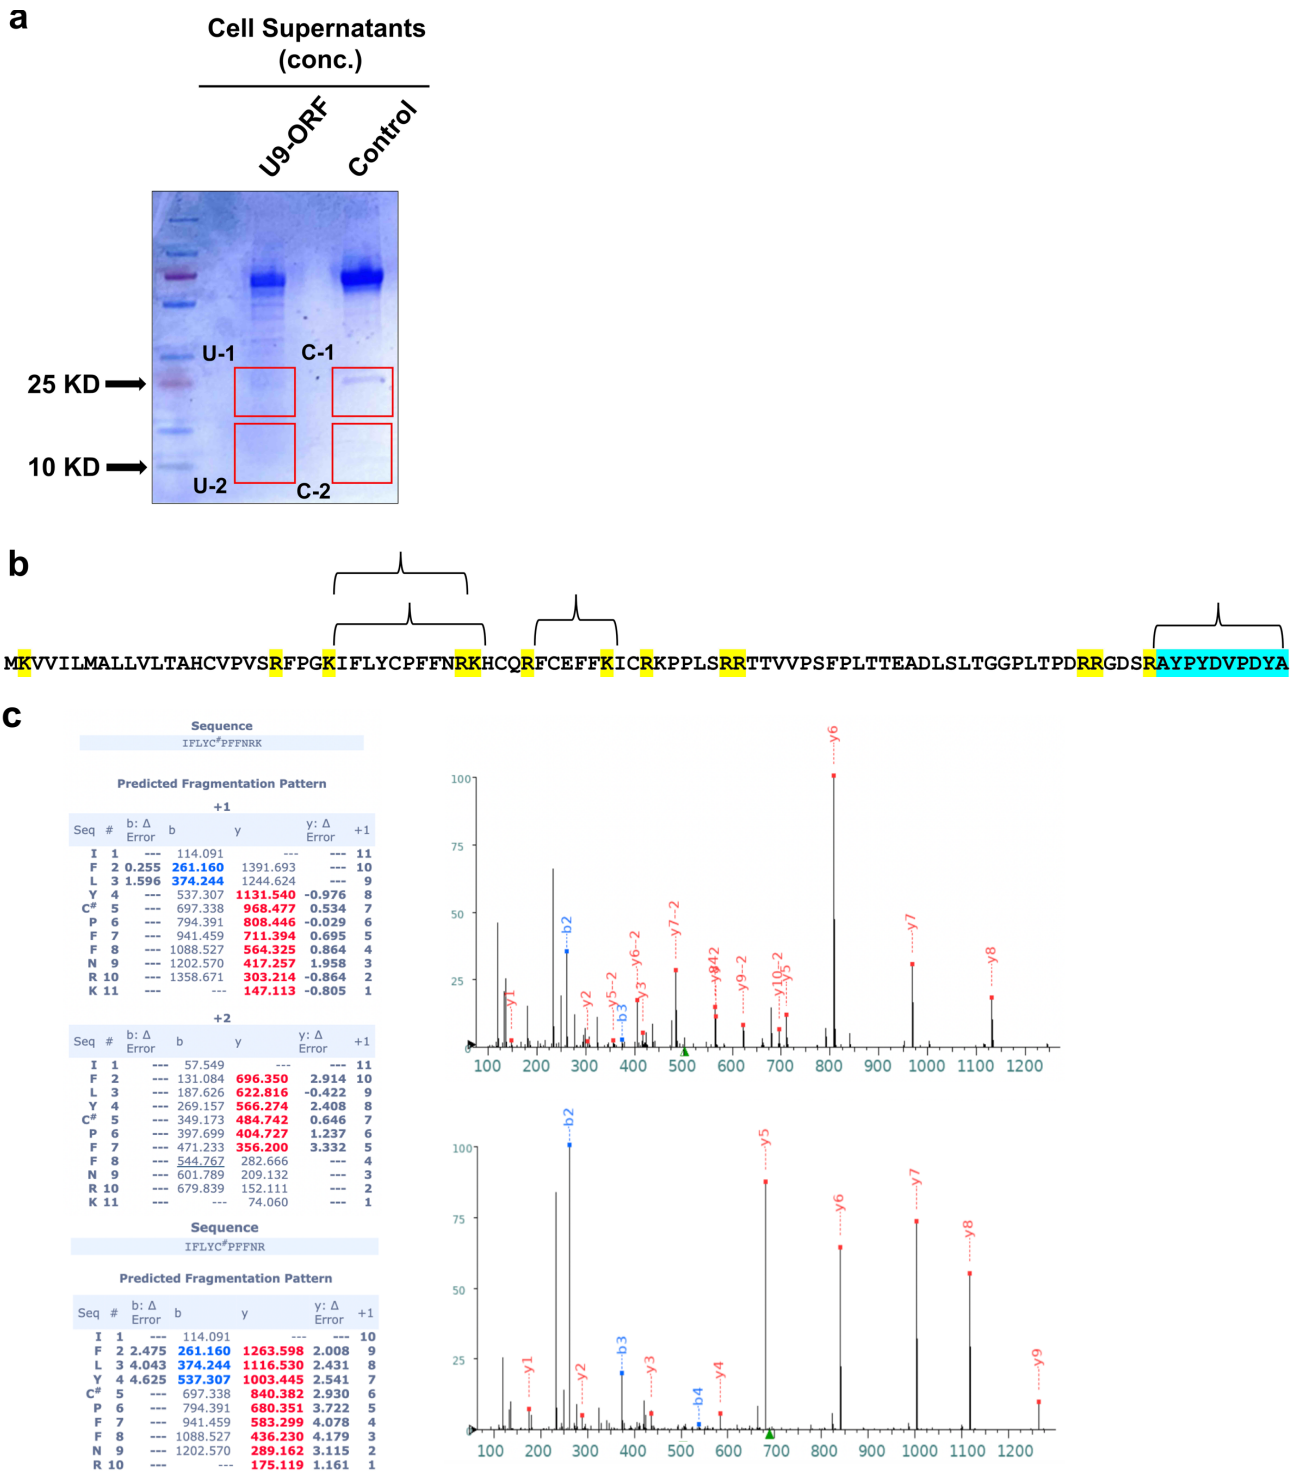 a
Cell Supernatants
(conc.)
U9-ORF
Control
U-1
C-1
25 KD
10 KD
U-2
C-2
b
MKVVILMALLVLTAHCVPVSRFPGKIFLYCPFFNRKHCQRFCEFFKICRKPPLSRRTTVVPSFPLTTEADLSLTGGPLTPDRRGDSRAYPYDVPDYA
c
Sequence
IFLYC#PFFNRK
Predicted Fragmentation Pattern
+1
Seq # b: Δ Error b y y: Δ Error +1
I 1 --- 114.091 --- --- 11
F 2 0.255 261.160 1391.693 --- 10
L 3 1.596 374.244 1244.624 --- 9
Y 4 --- 537.307 1131.540 -0.976 8
C# 5 --- 697.338 968.477 0.534 7
P 6 --- 794.391 808.446 -0.029 6
F 7 --- 941.459 711.394 0.695 5
F 8 --- 1088.527 564.325 0.864 4
N 9 --- 1202.570 417.257 1.958 3
R 10 --- 1358.671 303.214 -0.864 2
K 11 --- --- 147.113 -0.805 1
+2
Seq # b: Δ Error b y y: Δ Error +1
I 1 --- 57.549 --- --- 11
F 2 --- 131.084 696.350 2.914 10
L 3 --- 187.626 622.816 -0.422 9
Y 4 --- 269.157 566.274 2.408 8
C# 5 --- 349.173 484.742 0.646 7
P 6 --- 397.699 404.727 1.237 6
F 7 --- 471.233 356.200 3.332 5
F 8 --- 544.767 282.666 --- 4
N 9 --- 601.789 209.132 --- 3
R 10 --- 679.839 152.111 --- 2
K 11 --- --- 74.060 --- 1
Sequence
IFLYC#PFFNR
Predicted Fragmentation Pattern
Seq # b: Δ Error b y y: Δ Error +1
I 1 --- 114.091 --- --- 10
F 2 2.475 261.160 1263.598 2.008 9
L 3 4.043 374.244 1116.530 2.431 8
Y 4 4.625 537.307 1003.445 2.541 7
C# 5 --- 697.338 840.382 2.930 6
P 6 --- 794.391 680.351 3.722 5
F 7 --- 941.459 583.299 4.078 4
F 8 --- 1088.527 436.230 4.179 3
N 9 --- 1202.570 289.162 3.115 2
R 10 --- --- 175.119 1.161 1
100
75
50
25
0
y1
b2
y2
y5-2
b3
y6-2
y3
y7-2
y9-2
y10-2
y5
y6
y7
y8
100 200 300 400 500 600 700 800 900 1000 1100 1200
100
75
50
25
0
y1
b2
y2
b3
y3
b4
y4
y5
y6
y7
y8
y9
100 200 300 400 500 600 700 800 900 1000 1100 1200